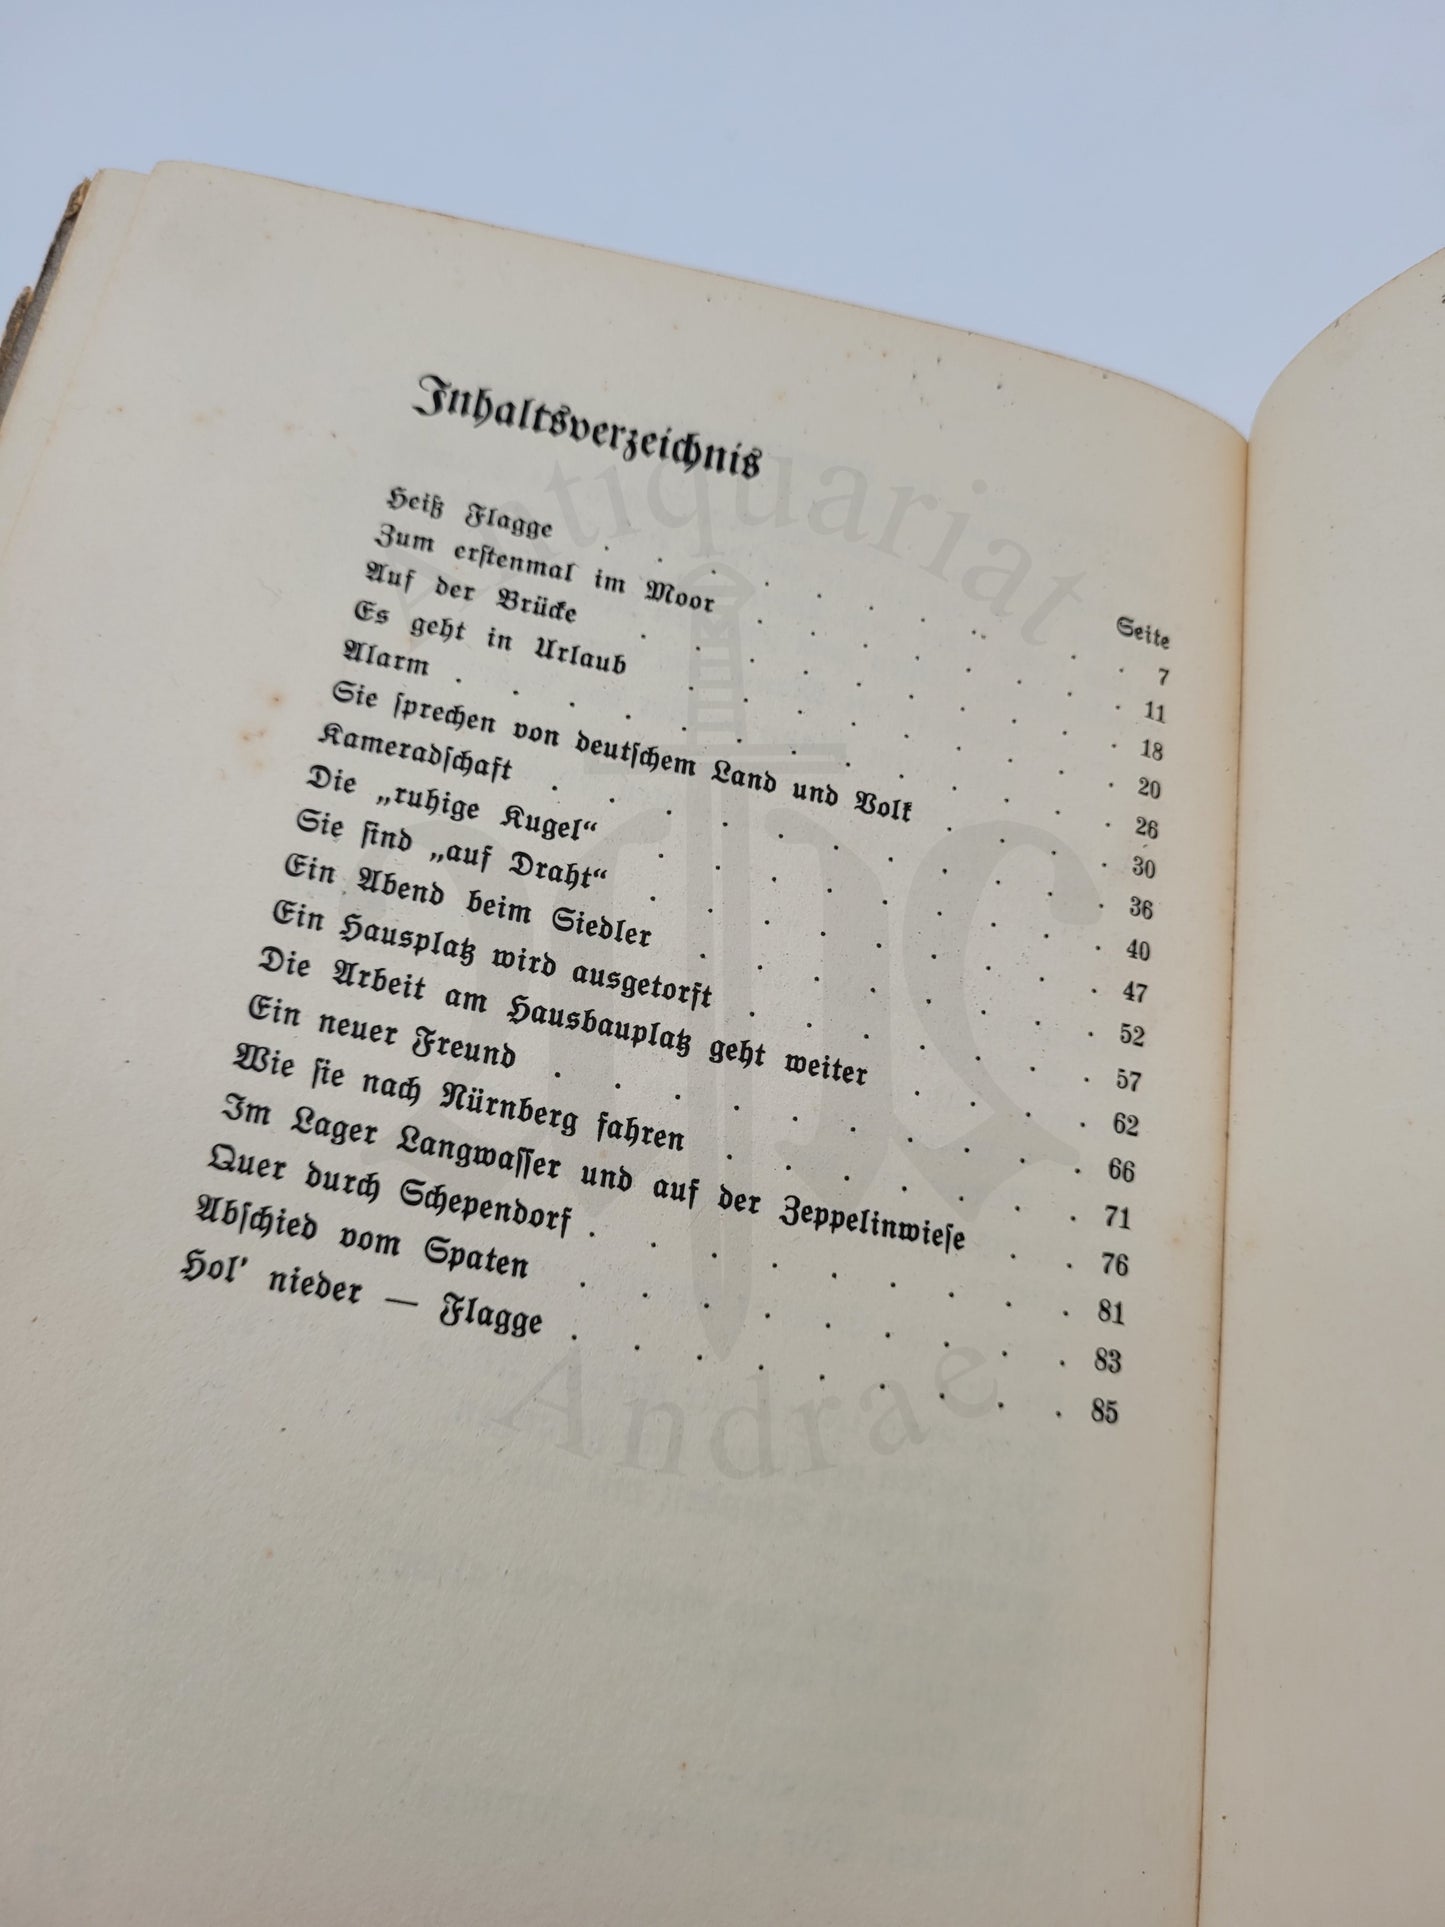 Inhaltsverzeichnis
Seite
Heiß Flagge . . . . . . . . . . 7
Zum erſtenmal im Moor . . . . . . . 11
Auf der Brücke . . . . . . . . . 18
Es geht in Urlaub . . . . . . . . 20
Alarm . . . . . . . . . . . . 26
Sie ſprechen von deutſchem Land und Volk . . . . 30
Kameradſchaft . . . . . . . . . . 36
Die „ruhige Kugel“ . . . . . . . . 40
Sie ſind „auf Draht“ . . . . . . . . 47
Ein Abend beim Siedler . . . . . . . 52
Ein Hausplatz wird ausgetorft . . . . . . 57
Die Arbeit am Hausbauplatz geht weiter . . . . 62
Ein neuer Freund . . . . . . . . . 66
Wie ſie nach Nürnberg fahren . . . . . . 71
Im Lager Langwaſſer und auf der Zeppelinwieſe . . 76
Quer durch Schependorf . . . . . . . . 81
Abſchied vom Spaten . . . . . . . . 83
Hol’ nieder — Flagge . . . . . . . . 85
Antiquariat
Andrae